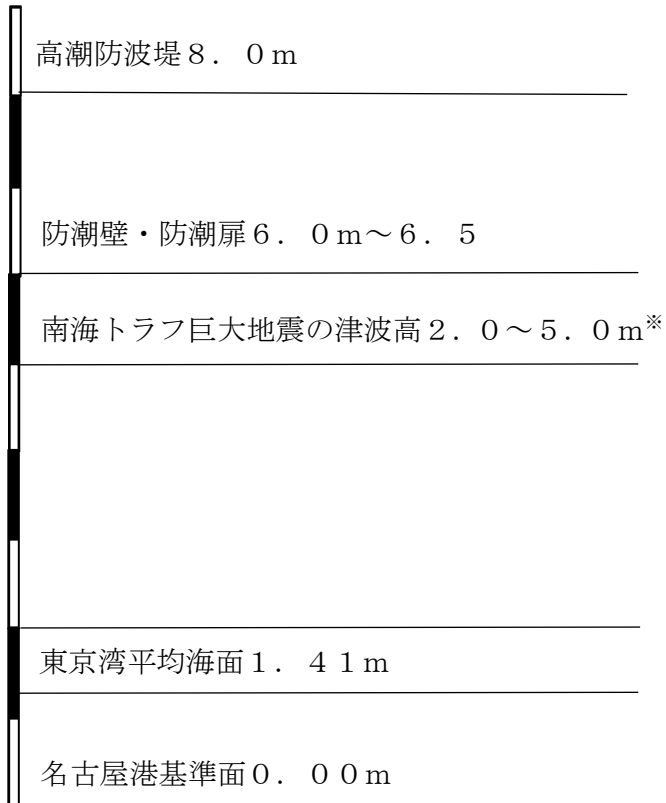 高潮防波堤８．０ｍ
防潮壁・防潮扉６．０ｍ～６．５
南海トラフ巨大地震の津波高２．０～５．０ｍ※
東京湾平均海面１．４１ｍ
名古屋港基準面０．００ｍ